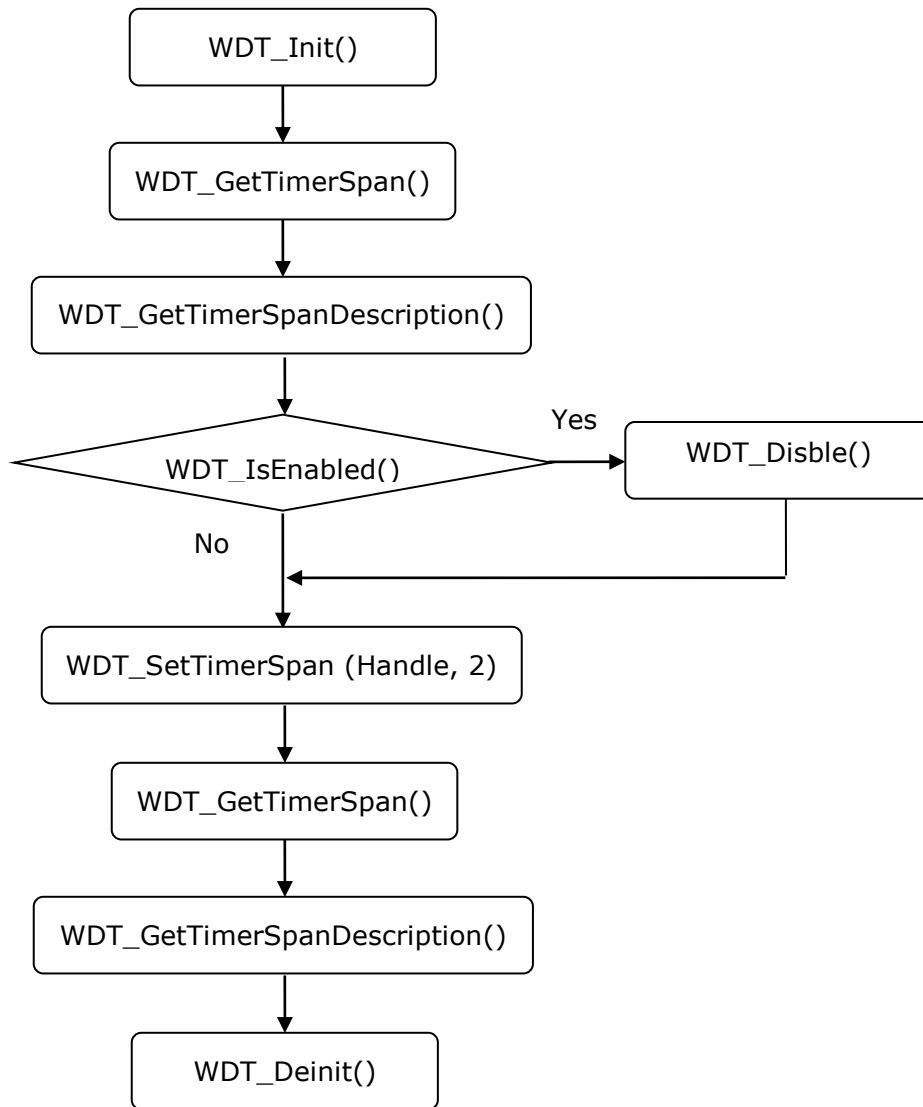 WDT_Init()
WDT_GetTimerSpan()
WDT_GetTimerSpanDescription()
WDT_IsEnabled()
Yes
WDT_Disble()
No
WDT_SetTimerSpan (Handle, 2)
WDT_GetTimerSpan()
WDT_GetTimerSpanDescription()
WDT_Deinit()